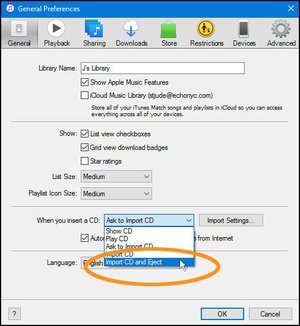 General Preferences
General Playback Sharing Downloads Store Restrictions Devices Advanced
Library Name: J's Library
Show Apple Music Features
iCloud Music Library (stjude@echonyc.com)
Store all of your iTunes Match songs and playlists in iCloud so you can
access everything across all of your devices.
Show: List view checkboxes
Grid view download badges
Star ratings
List Size: Medium
Playlist Icon Size: Medium
When you insert a CD: Ask to Import CD Import Settings...
Show CD
Play CD
Ask to Import CD
Import CD
Import CD and Eject
from Internet
Language: English
? OK Cancel